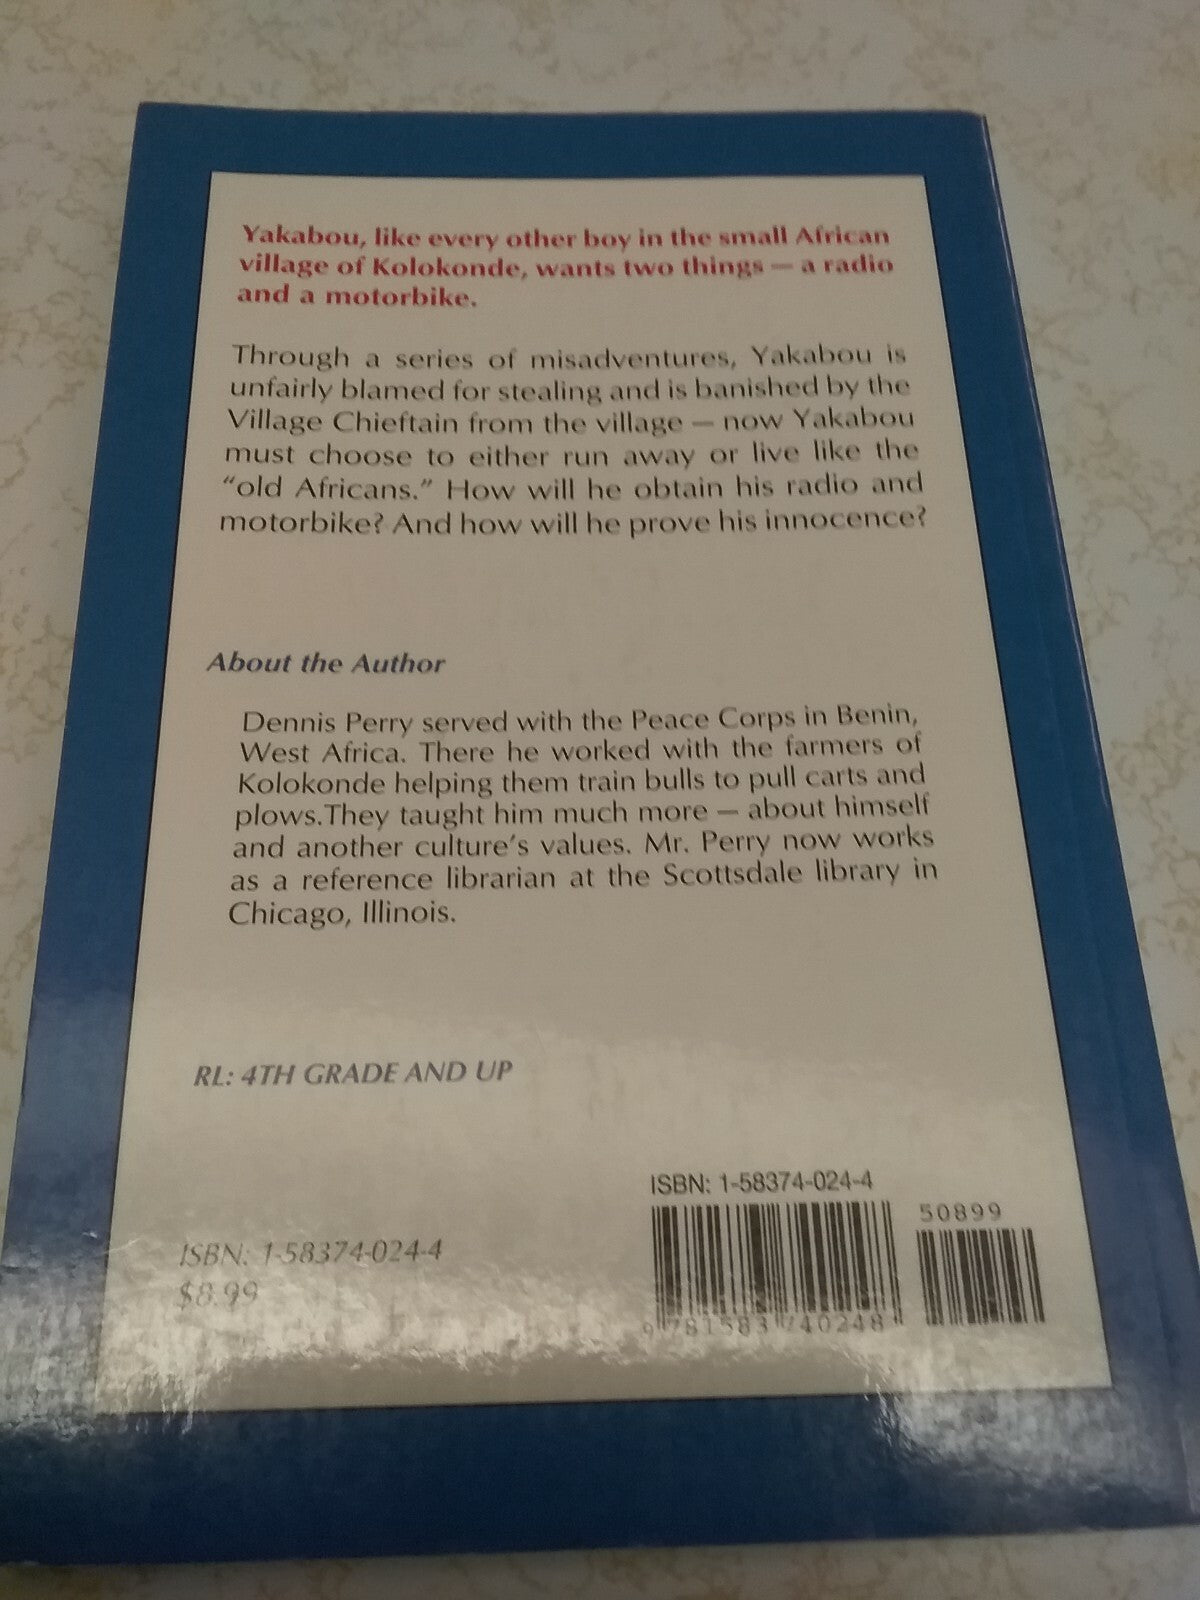 Yakabou, like every other boy in the small African
village of Kolokonde, wants two things — a radio
and a motorbike.
Through a series of misadventures, Yakabou is
unfairly blamed for stealing and is banished by the
Village Chieftain from the village — now Yakabou
must choose to either run away or live like the
“old Africans.” How will he obtain his radio and
motorbike? And how will he prove his innocence?
About the Author
Dennis Perry served with the Peace Corps in Benin,
West Africa. There he worked with the farmers of
Kolokonde helping them train bulls to pull carts and
plows.They taught him much more — about himself
and another culture’s values. Mr. Perry now works
as a reference librarian at the Scottsdale library in
Chicago, Illinois.
RL: 4TH GRADE AND UP
ISBN: 1-58374-024-4
50899
ISBN: 1-58374-024-4
$8.99
9 781583 740248